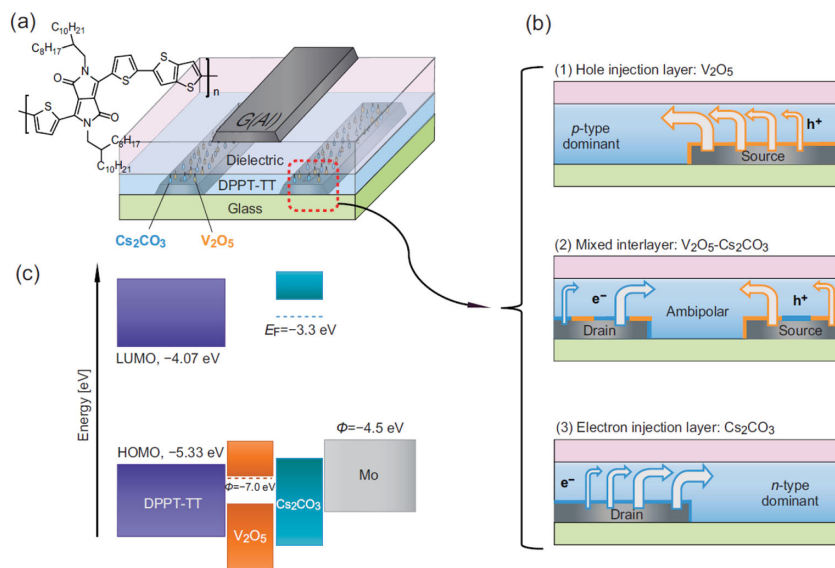 (a)
C10H21
C8H17
N
O
S
S
S
S
n
O
N
C8H17
C10H21
G(Al)
Dielectric
DPPT-TT
Glass
Cs2CO3
V2O5
(b)
(1) Hole injection layer: V2O5
p-type
dominant
h+
Source
(2) Mixed interlayer: V2O5-Cs2CO3
e−
Ambipolar
h+
Drain
Source
(3) Electron injection layer: Cs2CO3
e−
n-type
dominant
Drain
(c)
Energy [eV]
LUMO, −4.07 eV
EF=−3.3 eV
HOMO, −5.33 eV
Φ=−4.5 eV
DPPT-TT
Φ=−7.0 eV
V2O5
Cs2CO3
Mo